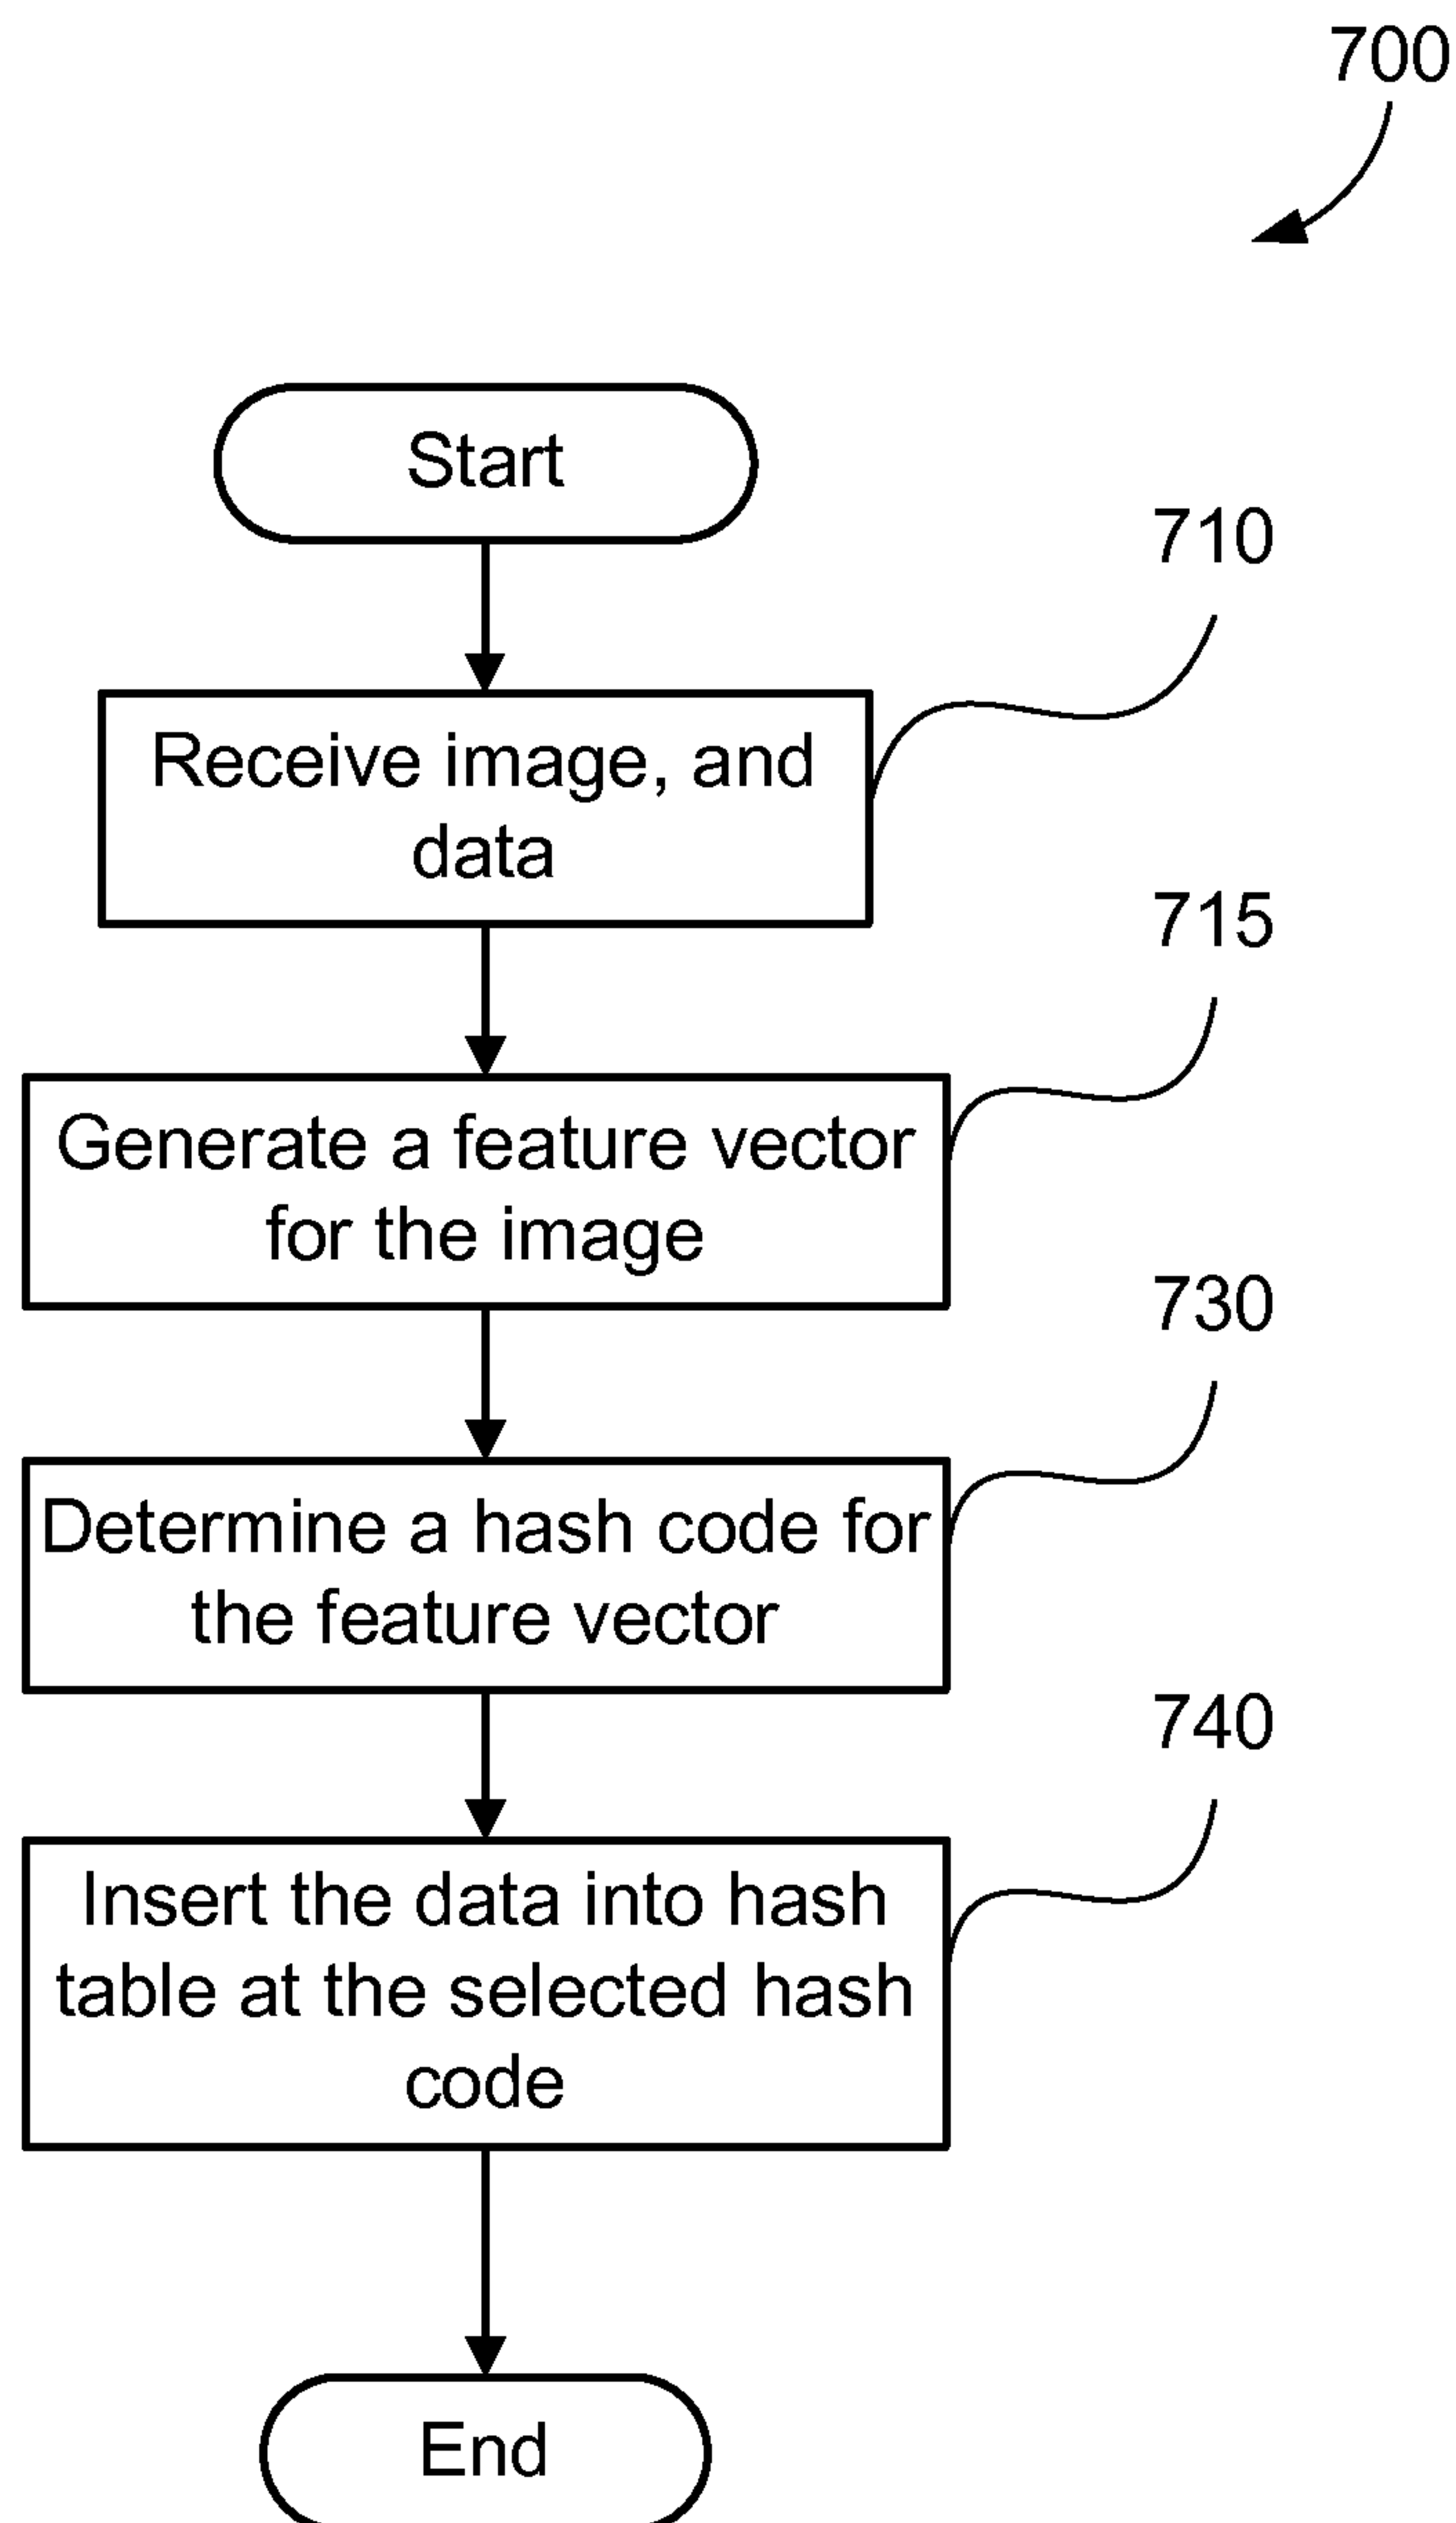 700
Start
710
Receive image, and
data
715
Generate a feature vector
for the image
730
Determine a hash code for
the feature vector
740
Insert the data into hash
table at the selected hash
code
End